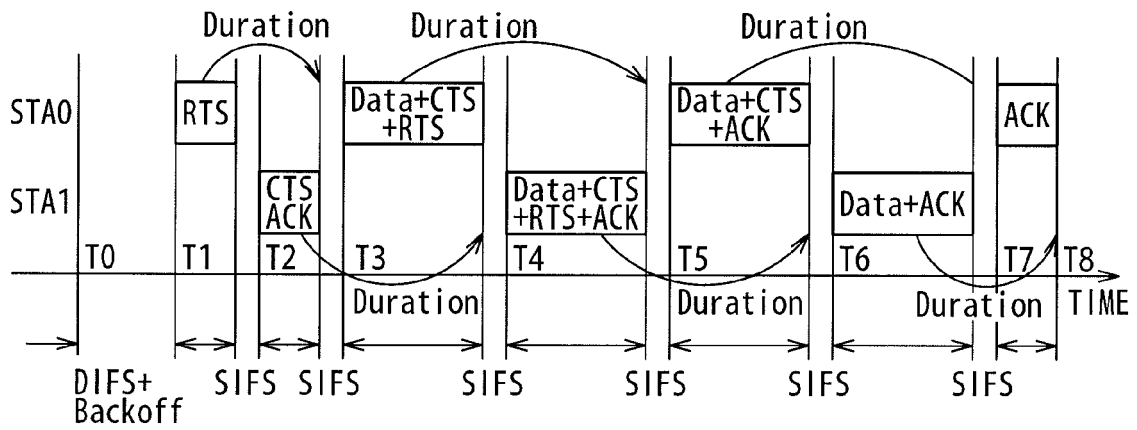 Duration Duration Duration
STA0 RTS Data+CTS Data+CTS ACK
+RTS +ACK
STA1 CTS Data+CTS Data+ACK
ACK +RTS+ACK
T0 T1 T2 T3 T4 T5 T6 T7 T8
Duration Duration Duration TIME
DIFS+ SIFS SIFS SIFS SIFS SIFS SIFS SIFS
Backoff